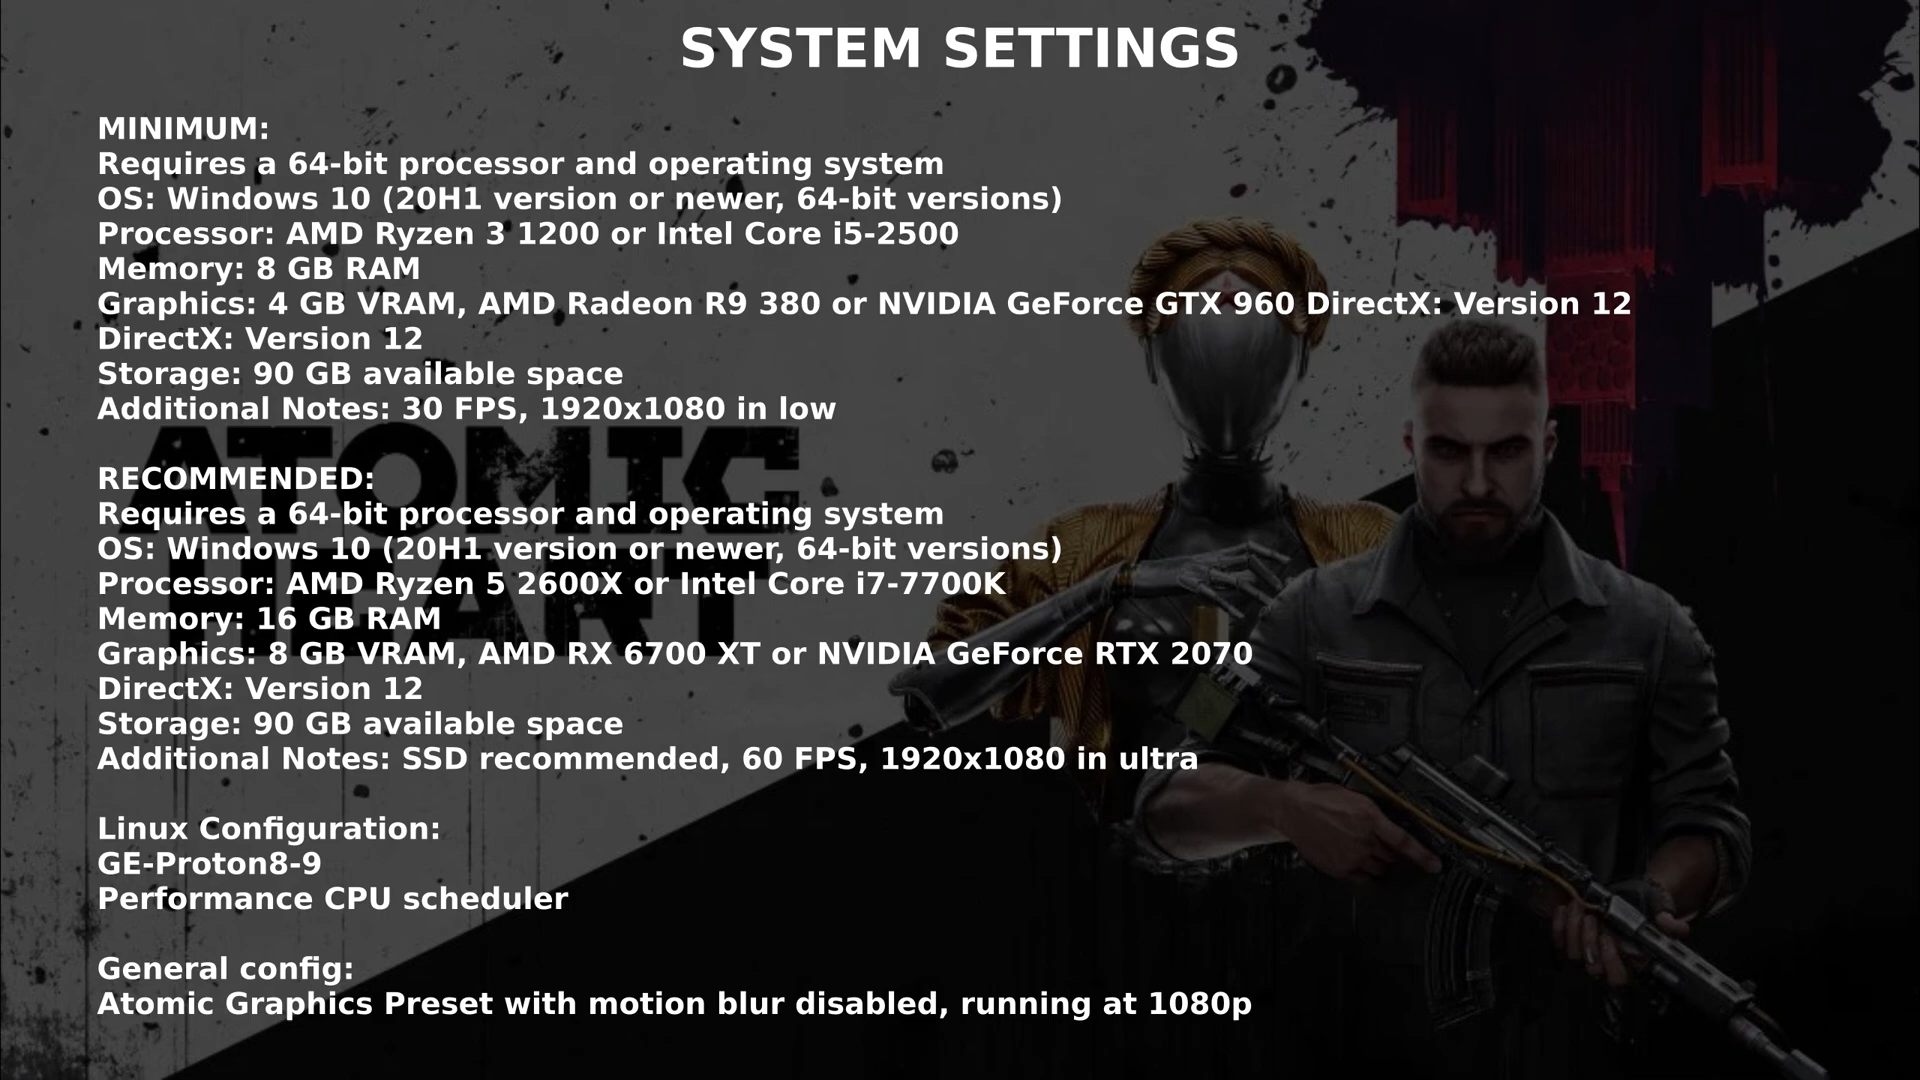 SYSTEM SETTINGS
MINIMUM:
Requires a 64-bit processor and operating system
OS: Windows 10 (20H1 version or newer, 64-bit versions)
Processor: AMD Ryzen 3 1200 or Intel Core i5-2500
Memory: 8 GB RAM
Graphics: 4 GB VRAM, AMD Radeon R9 380 or NVIDIA GeForce GTX 960 DirectX: Version 12
DirectX: Version 12
Storage: 90 GB available space
Additional Notes: 30 FPS, 1920x1080 in low
ATOMIC
HEART
RECOMMENDED:
Requires a 64-bit processor and operating system
OS: Windows 10 (20H1 version or newer, 64-bit versions)
Processor: AMD Ryzen 5 2600X or Intel Core i7-7700K
Memory: 16 GB RAM
Graphics: 8 GB VRAM, AMD RX 6700 XT or NVIDIA GeForce RTX 2070
DirectX: Version 12
Storage: 90 GB available space
Additional Notes: SSD recommended, 60 FPS, 1920x1080 in ultra
Linux Configuration:
GE-Proton8-9
Performance CPU scheduler
General config:
Atomic Graphics Preset with motion blur disabled, running at 1080p